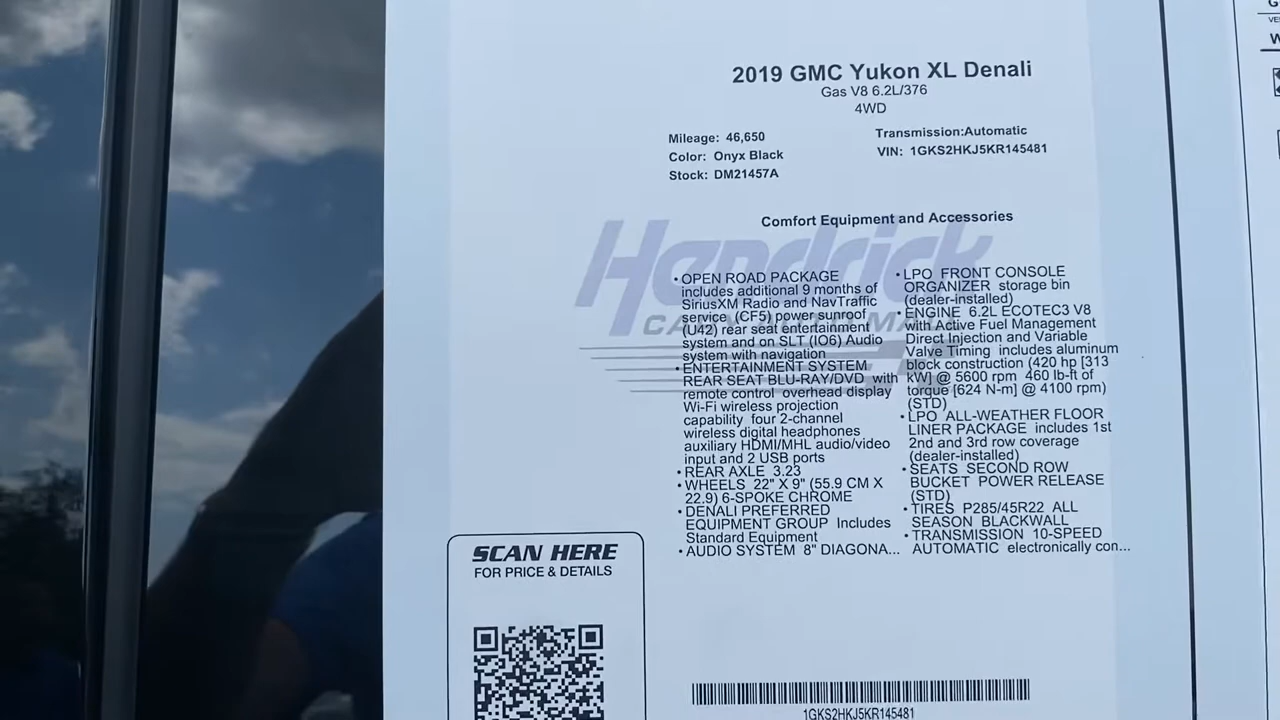 2019 GMC Yukon XL Denali
Gas V8 6.2L/376
4WD
Mileage: 46,650
Color: Onyx Black
Stock: DM21457A
Transmission:Automatic
VIN: 1GKS2HKJ5KR145481
Comfort Equipment and Accessories
Hendrick
• OPEN ROAD PACKAGE
includes additional 9 months of
SiriusXM Radio and NavTraffic
service (CF5) power sunroof
(U42) rear seat entertainment
system and on SLT (IO6) Audio
system with navigation
• ENTERTAINMENT SYSTEM
REAR SEAT BLU-RAY/DVD with
remote control overhead display
Wi-Fi wireless projection
capability four 2-channel
wireless digital headphones
auxiliary HDMI/MHL audio/video
input and 2 USB ports
• REAR AXLE 3.23
• WHEELS 22" X 9" (55.9 CM X
22.9) 6-SPOKE CHROME
• DENALI PREFERRED
EQUIPMENT GROUP Includes
Standard Equipment
• AUDIO SYSTEM 8" DIAGONA...
• LPO FRONT CONSOLE
ORGANIZER storage bin
(dealer-installed)
• ENGINE 6.2L ECOTEC3 V8
with Active Fuel Management
Direct Injection and Variable
Valve Timing includes aluminum
block construction (420 hp [313
kW] @ 5600 rpm 460 lb-ft of
torque [624 N-m] @ 4100 rpm)
(STD)
• LPO ALL-WEATHER FLOOR
LINER PACKAGE includes 1st
2nd and 3rd row coverage
(dealer-installed)
• SEATS SECOND ROW
BUCKET POWER RELEASE
(STD)
• TIRES P285/45R22 ALL
SEASON BLACKWALL
• TRANSMISSION 10-SPEED
AUTOMATIC electronically con...
SCAN HERE
FOR PRICE & DETAILS
1GKS2HKJ5KR145481